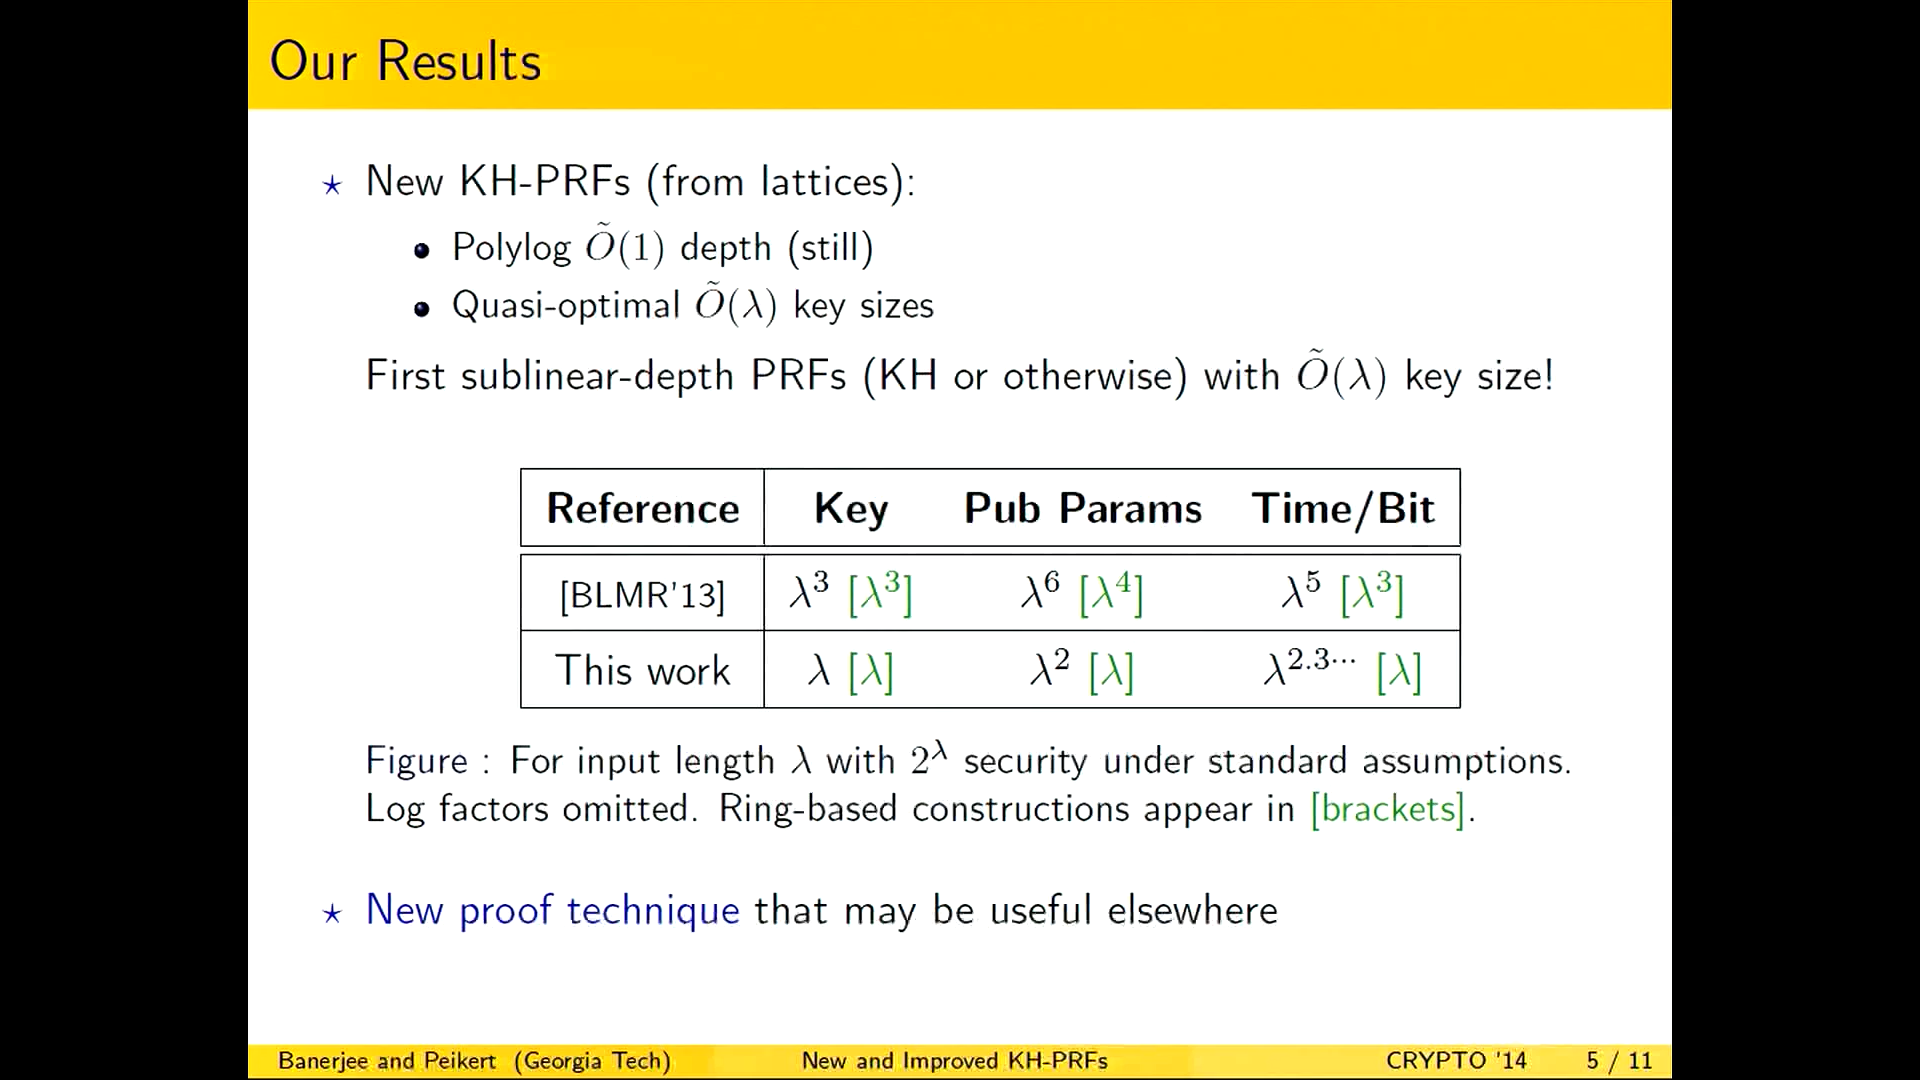 Our Results
⋆ New KH-PRFs (from lattices):
• Polylog Õ(1) depth (still)
• Quasi-optimal Õ(λ) key sizes
First sublinear-depth PRFs (KH or otherwise) with Õ(λ) key size!
Reference Key Pub Params Time/Bit
[BLMR'13] λ³ [λ³] λ⁶ [λ⁴] λ⁵ [λ³]
This work λ [λ] λ² [λ] λ^{2.3···} [λ]
Figure : For input length λ with 2^λ security under standard assumptions.
Log factors omitted. Ring-based constructions appear in [brackets].
⋆ New proof technique that may be useful elsewhere
Banerjee and Peikert (Georgia Tech) New and Improved KH-PRFs CRYPTO '14 5 / 11